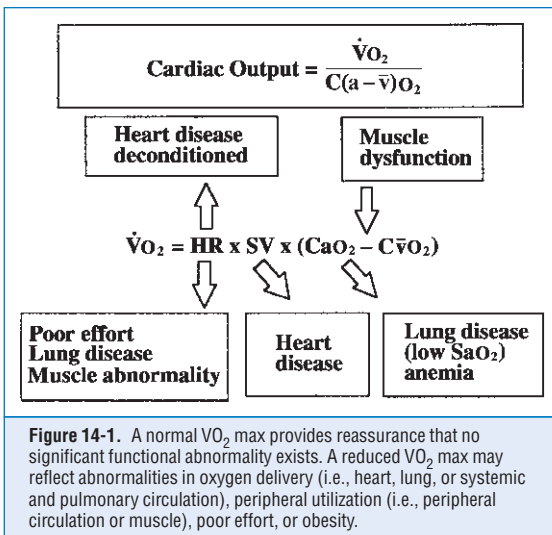 Cardiac Output = V̇O₂ / C(a – v̄)O₂
Heart disease
deconditioned
Muscle
dysfunction
V̇O₂ = HR x SV x (CaO₂ – Cv̄O₂)
Poor effort
Lung disease
Muscle abnormality
Heart
disease
Lung disease
(low SaO₂)
anemia
Figure 14-1. A normal VO₂ max provides reassurance that no
significant functional abnormality exists. A reduced VO₂ max may
reflect abnormalities in oxygen delivery (i.e., heart, lung, or systemic
and pulmonary circulation), peripheral utilization (i.e., peripheral
circulation or muscle), poor effort, or obesity.